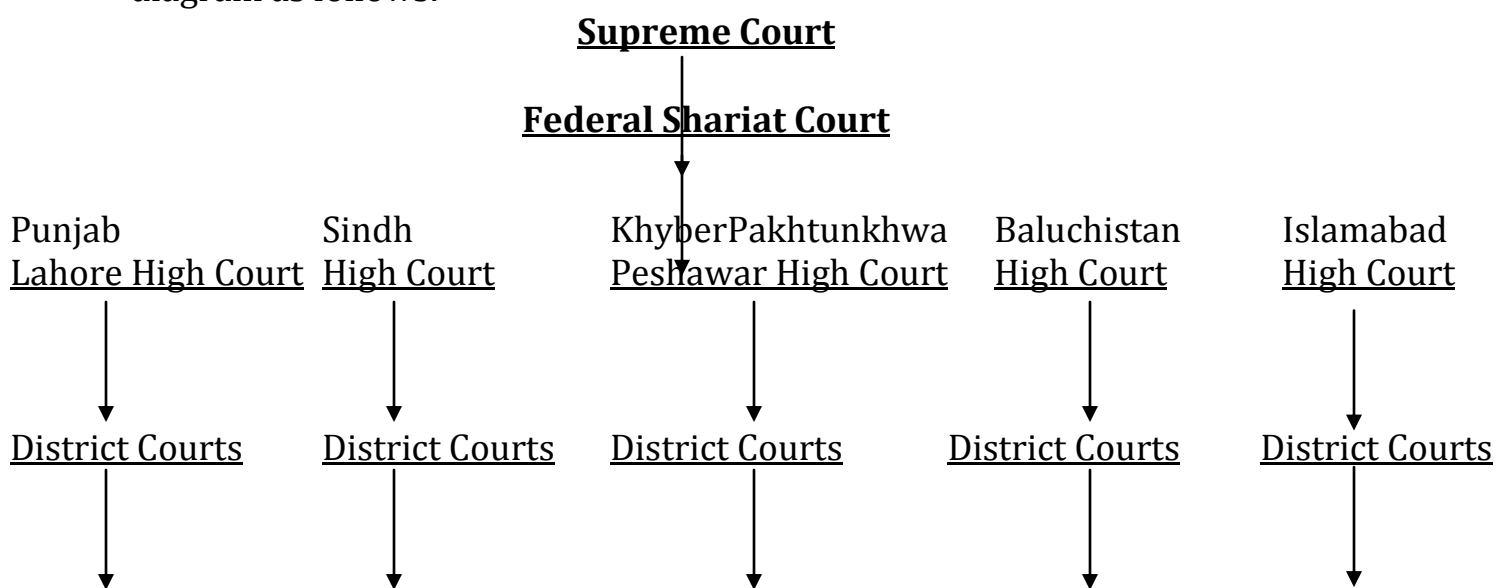 diagram as follows:
Supreme Court
Federal Shariat Court
Punjab Sindh KhyberPakhtunkhwa Baluchistan Islamabad
Lahore High Court High Court Peshawar High Court High Court High Court
District Courts District Courts District Courts District Courts District Courts